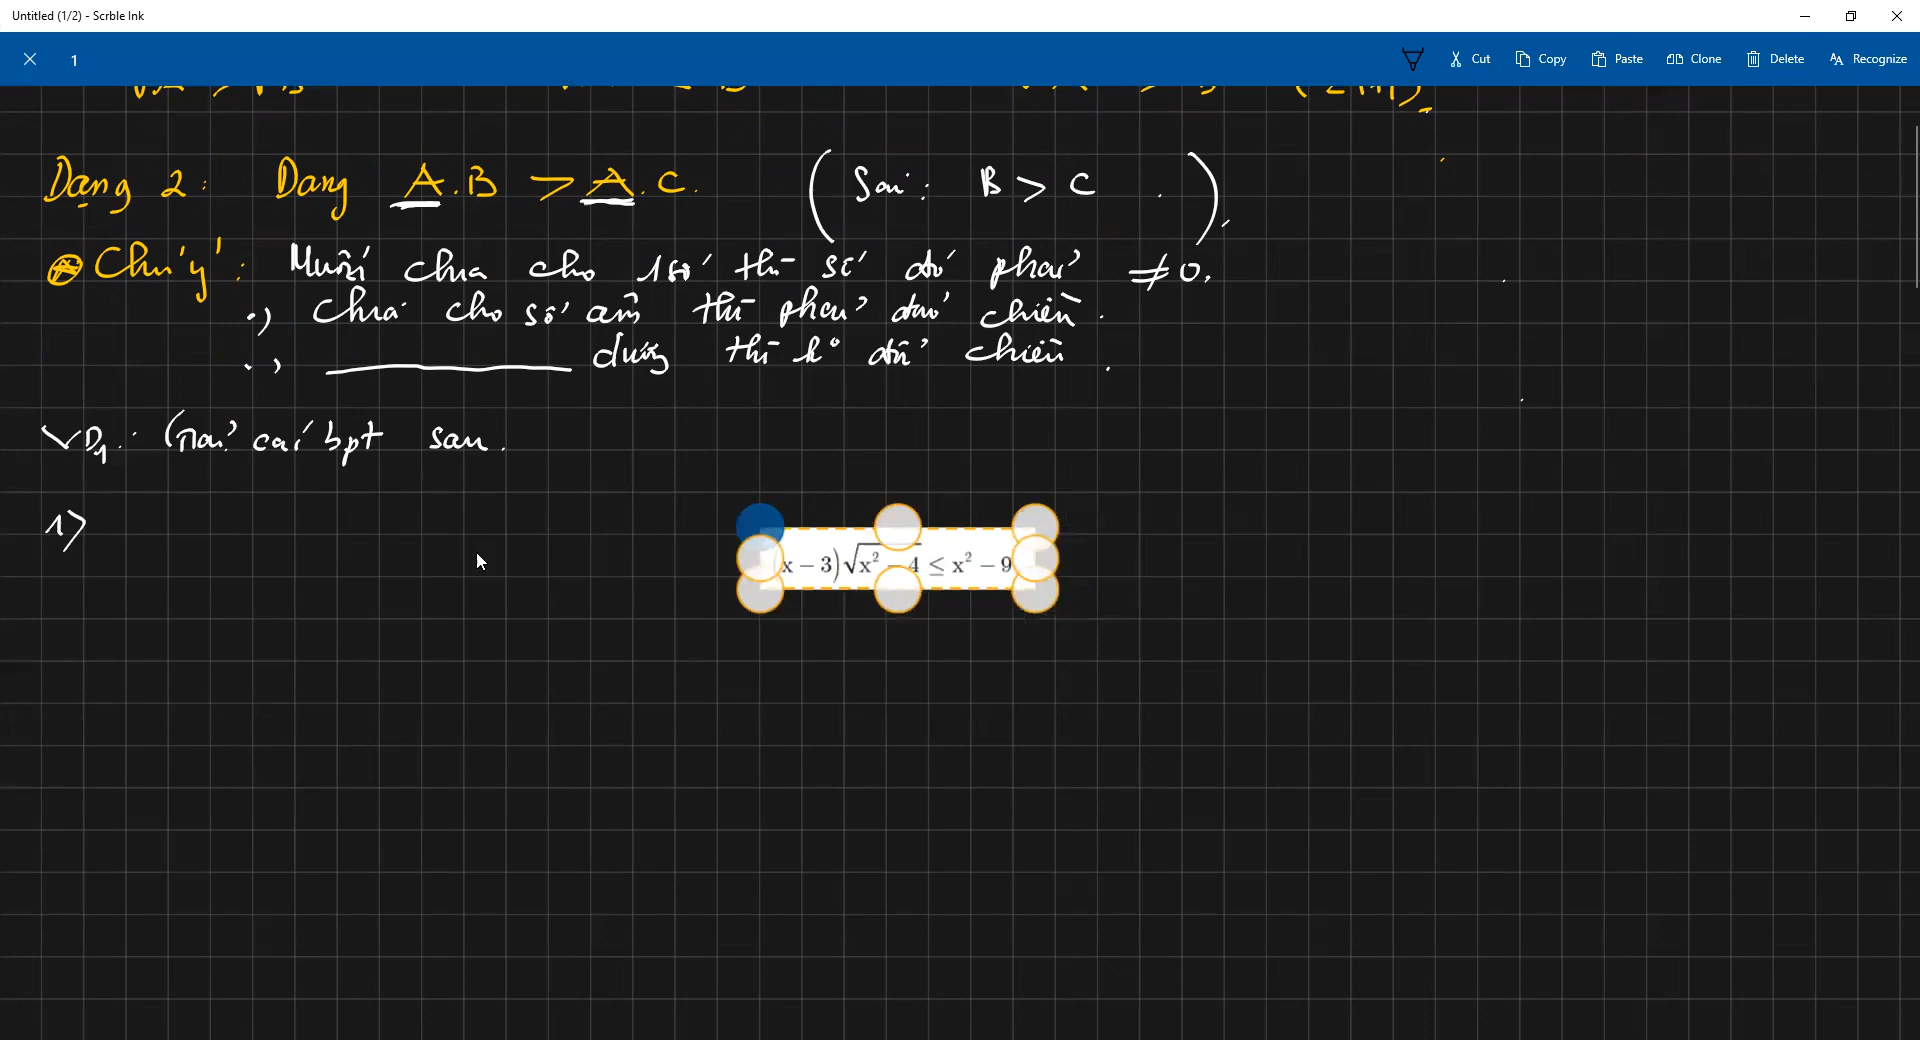 Untitled (1/2) - Scrble Ink
1 Cut Copy Paste Clone Delete Recognize
Dạng 2: Dạng A.B > A.C. (Sai: B > C.)
Chú ý: Muốn chia cho 1 số thì số đó phải ≠ 0.
.) Chia cho số âm thì phải đảo chiều.
.) ________ dương thì k° đổi chiều.
VD1: Giải các bpt sau.
1)
x − 3)√x² − 4 ≤ x² − 9